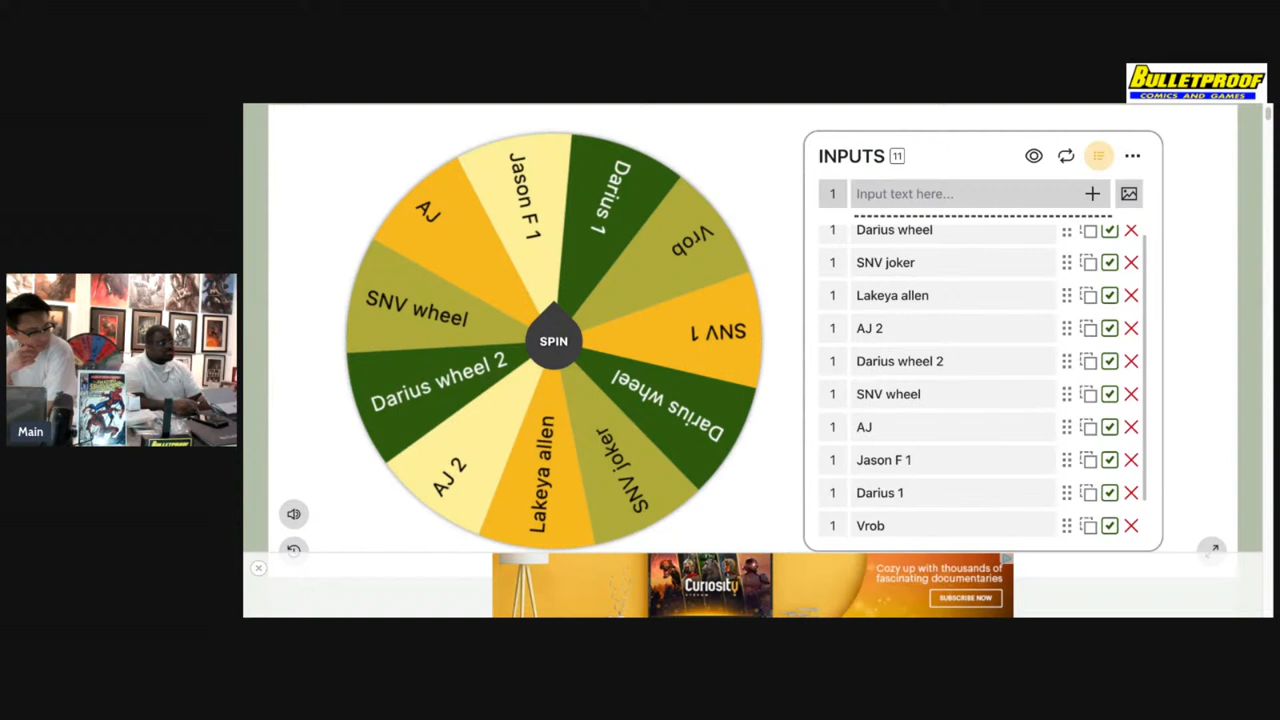 BULLETPROOF
COMICS AND GAMES
Jason F 1
Darius 1
Vrob
SNV 1
Darius wheel
SNV joker
Lakeya allen
AJ 2
Darius wheel 2
SNV wheel
AJ
SPIN
INPUTS 11
1 Input text here...
1 Darius wheel
1 SNV joker
1 Lakeya allen
1 AJ 2
1 Darius wheel 2
1 SNV wheel
1 AJ
1 Jason F 1
1 Darius 1
1 Vrob
Main
BULLETPROOF
CURIOSITY
STREAM
Cozy up with thousands of
fascinating documentaries
SUBSCRIBE NOW